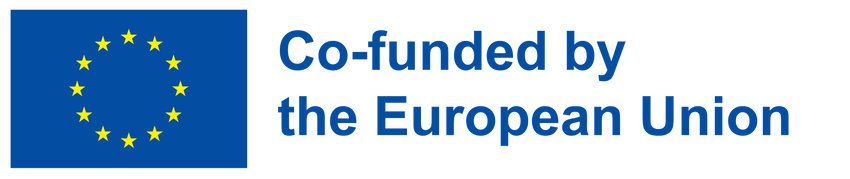 Co-funded by
the European Union